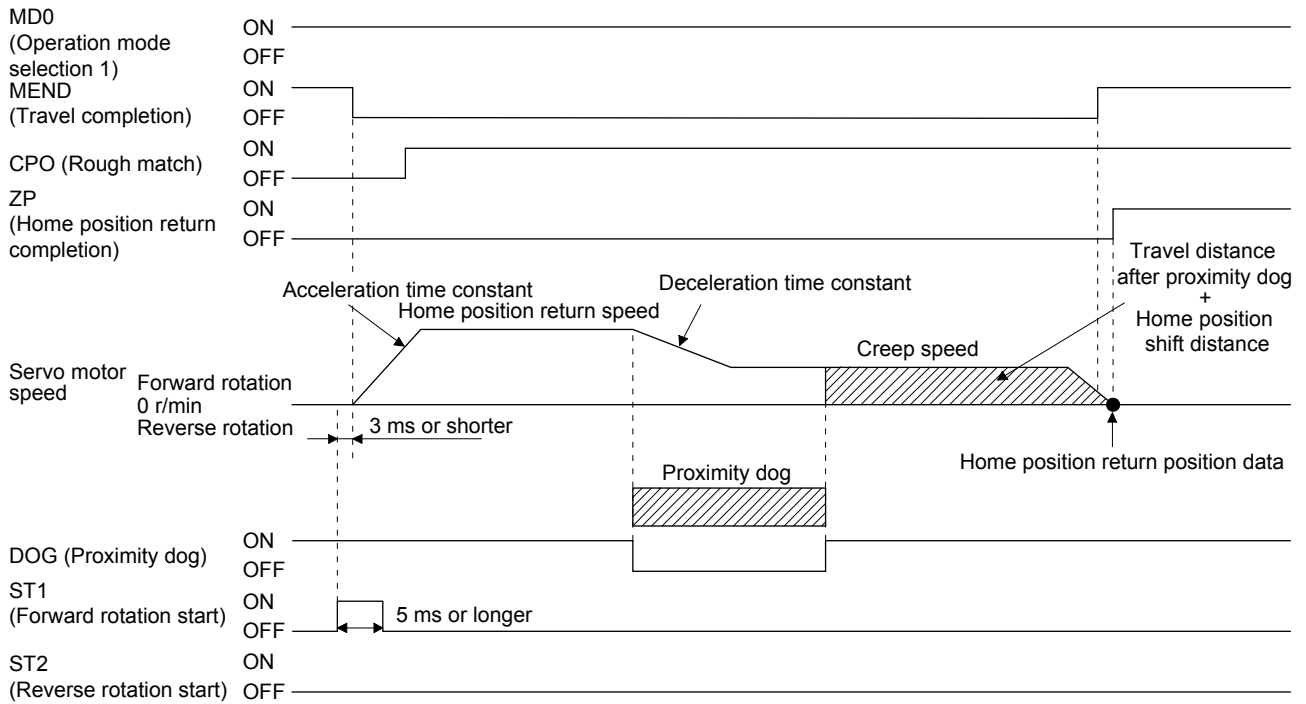 MD0
(Operation mode
selection 1)
ON
OFF
MEND
(Travel completion)
ON
OFF
CPO (Rough match)
ON
OFF
ZP
(Home position return
completion)
ON
OFF
Travel distance
after proximity dog
+
Home position
shift distance
Acceleration time constant
Home position return speed
Deceleration time constant
Creep speed
Servo motor
speed
Forward rotation
0 r/min
Reverse rotation
3 ms or shorter
Home position return position data
Proximity dog
DOG (Proximity dog)
ON
OFF
ST1
(Forward rotation start)
ON
OFF
5 ms or longer
ST2
(Reverse rotation start)
ON
OFF